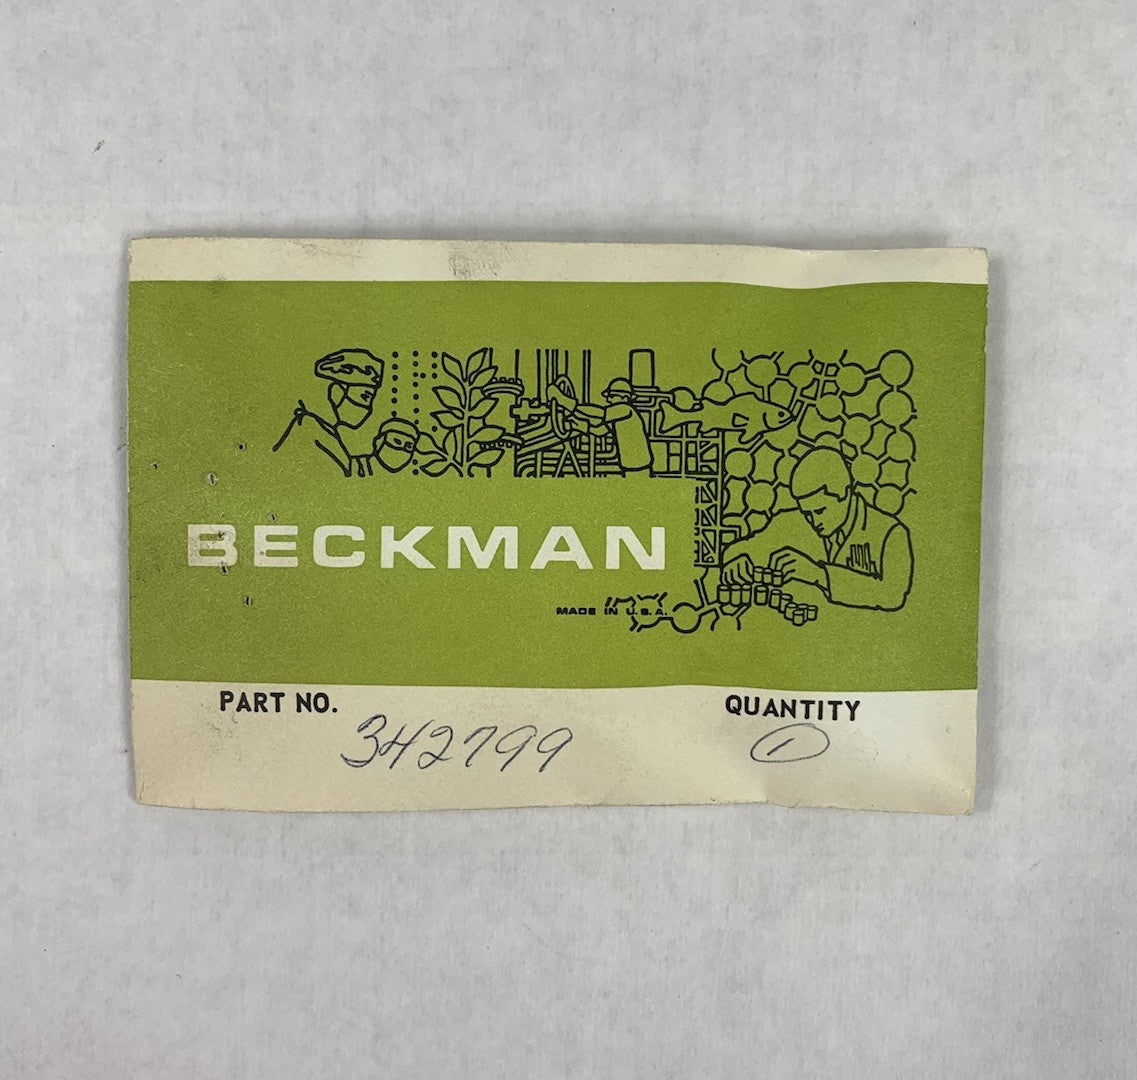 BECKMAN
MADE IN U.S.A.
PART NO. QUANTITY
342799 1